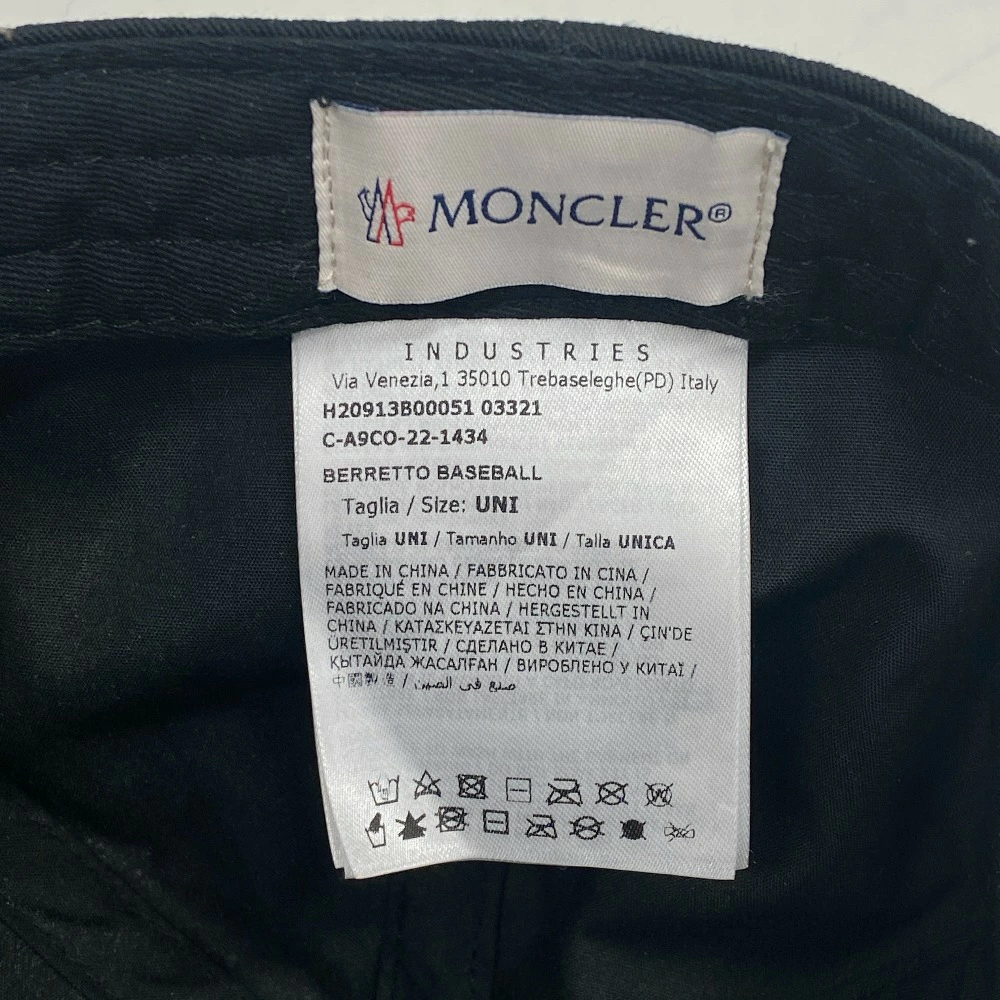 MONCLER®
INDUSTRIES
Via Venezia,1 35010 Trebaseleghe(PD) Italy
H20913B00051 03321
C-A9CO-22-1434
BERRETTO BASEBALL
Taglia / Size: UNI
Taglia UNI / Tamanho UNI / Talla UNICA
MADE IN CHINA / FABBRICATO IN CINA /
FABRIQUÉ EN CHINE / HECHO EN CHINA /
FABRICADO NA CHINA / HERGESTELLT IN
CHINA / ΚΑΤΑΣΚΕΥΑΖΕΤΑΙ ΣΤΗΝ ΚΙΝΑ / ÇIN'DE
ÜRETILMIŞTIR / СДЕЛАНО В КИТАЕ /
ҚЫТАЙДА ЖАСАЛҒАН / ВИРОБЛЕНО У КИТАЇ /
中國製造 / صنع في الصين